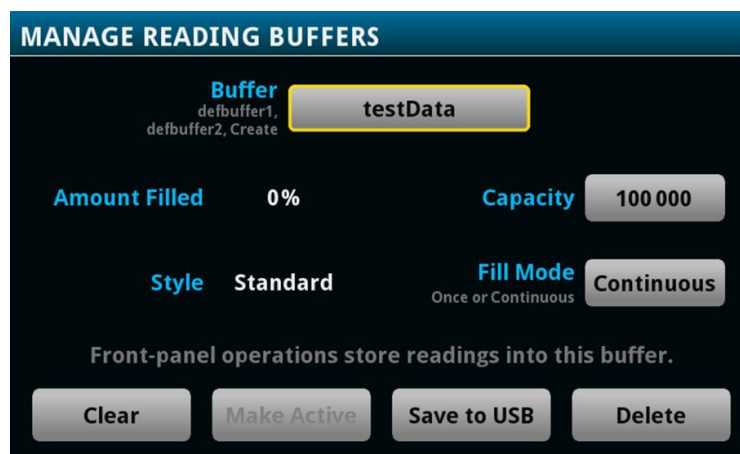 MANAGE READING BUFFERS
Buffer
defbuffer1,
defbuffer2, Create
testData
Amount Filled 0% Capacity 100 000
Style Standard Fill Mode
Once or Continuous
Continuous
Front-panel operations store readings into this buffer.
Clear Make Active Save to USB Delete